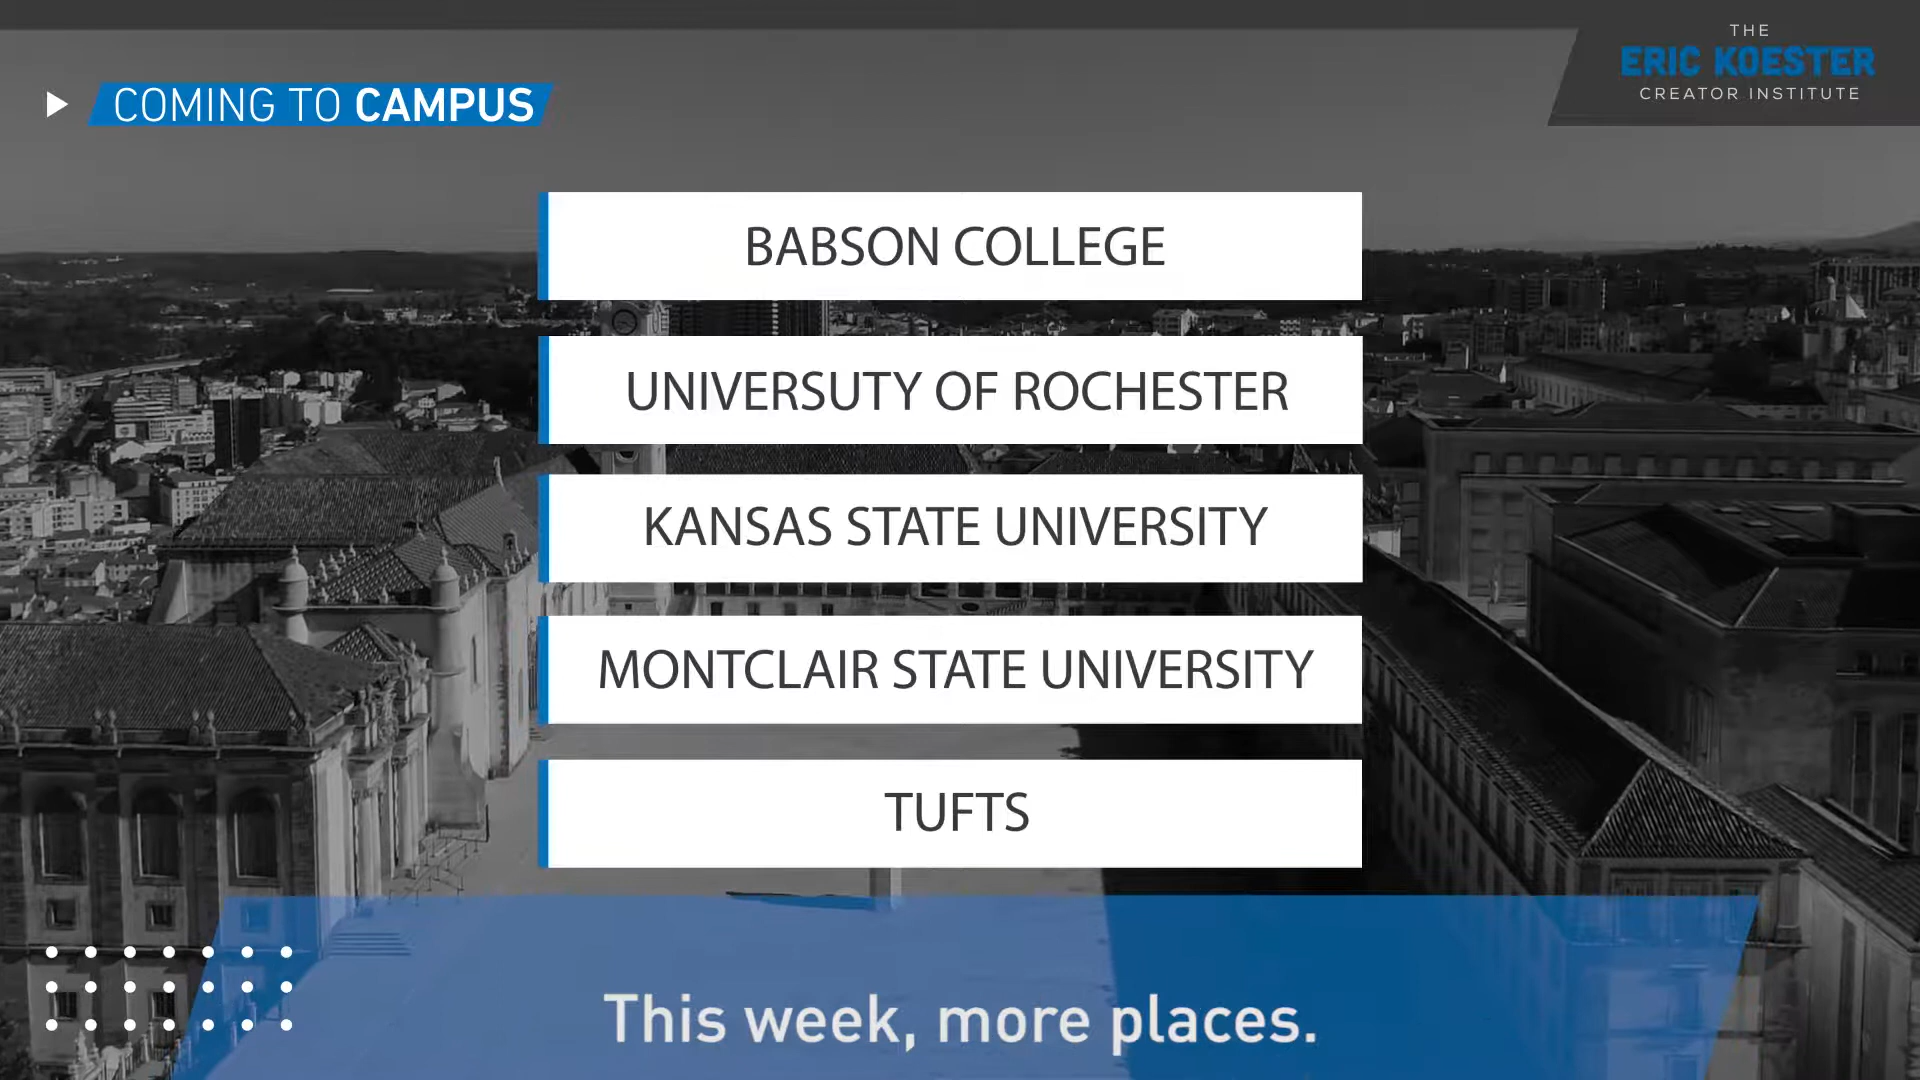 THE
ERIC KOESTER
CREATOR INSTITUTE
COMING TO CAMPUS
BABSON COLLEGE
UNIVERSUTY OF ROCHESTER
KANSAS STATE UNIVERSITY
MONTCLAIR STATE UNIVERSITY
TUFTS
This week, more places.